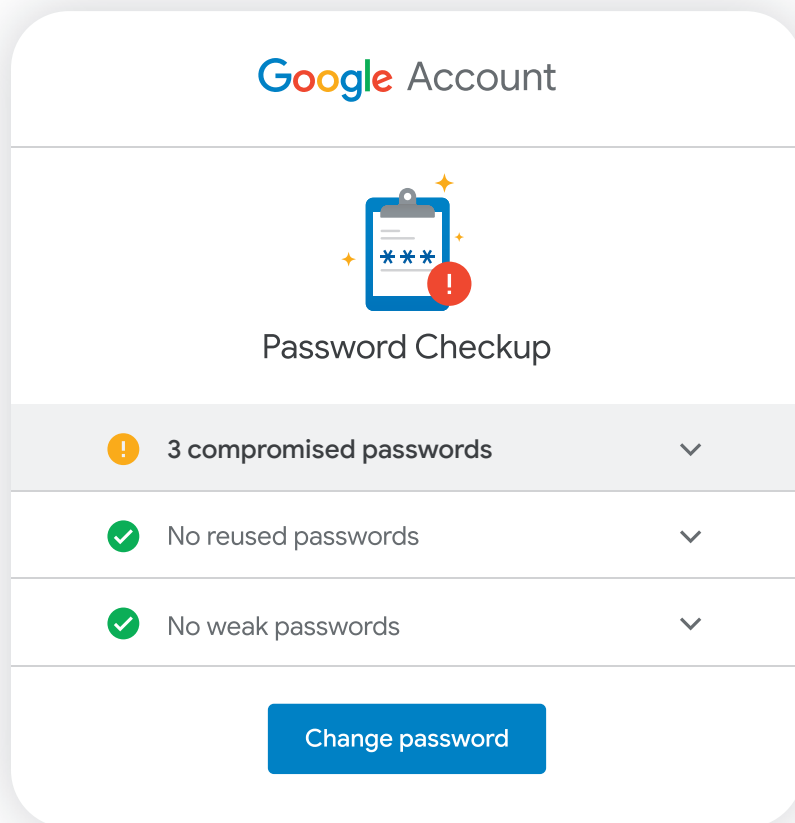 Google Account
***
!
Password Checkup
! 3 compromised passwords
No reused passwords
No weak passwords
Change password